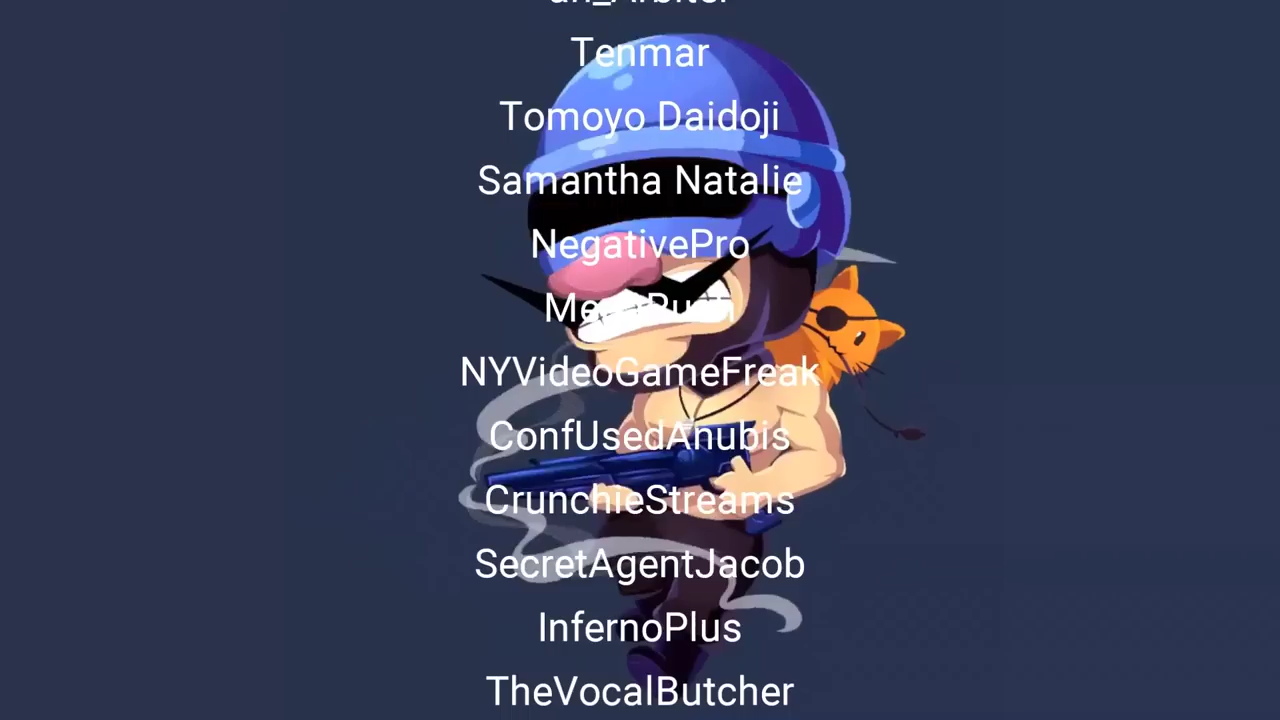 Tenmar
Tomoyo Daidoji
Samantha Natalie
NegativePro
NYVideoGameFreak
ConfUsedAnubis
CrunchieStreams
SecretAgentJacob
InfernoPlus
TheVocalButcher